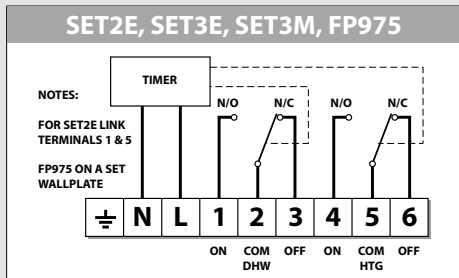 SET2E, SET3E, SET3M, FP975
TIMER
NOTES:
N/O N/C N/O N/C
FOR SET2E LINK
TERMINALS 1 & 5
FP975 ON A SET
WALLPLATE
N L 1 2 3 4 5 6
ON COM OFF ON COM OFF
DHW HTG